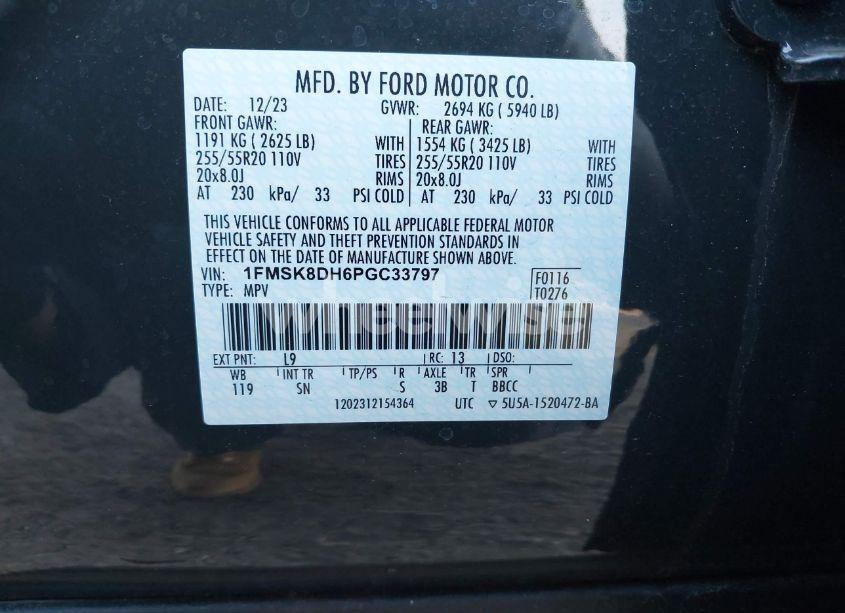 MFD. BY FORD MOTOR CO.
DATE: 12/23 GVWR: 2694 KG ( 5940 LB)
FRONT GAWR: REAR GAWR:
1191 KG ( 2625 LB) WITH 1554 KG ( 3425 LB) WITH
255/55R20 110V TIRES 255/55R20 110V TIRES
20x8.0J RIMS 20x8.0J RIMS
AT 230 kPa/ 33 PSI COLD AT 230 kPa/ 33 PSI COLD
THIS VEHICLE CONFORMS TO ALL APPLICABLE FEDERAL MOTOR
VEHICLE SAFETY AND THEFT PREVENTION STANDARDS IN
EFFECT ON THE DATE OF MANUFACTURE SHOWN ABOVE.
VIN: 1FMSK8DH6PGC33797 F0116
TYPE: MPV T0276
wheelwise
EXT PNT: L9 RC: 13 DSO:
WB INT TR TP/PS R AXLE TR SPR
119 SN S 3B T BBCC
1202312154364 UTC ▽ 5U5A-1520472-BA